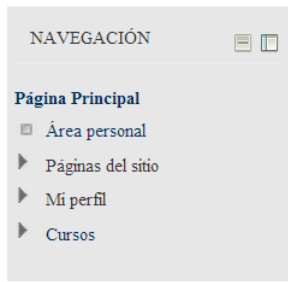 NAVEGACIÓN
Página Principal
Área personal
Páginas del sitio
Mi perfil
Cursos